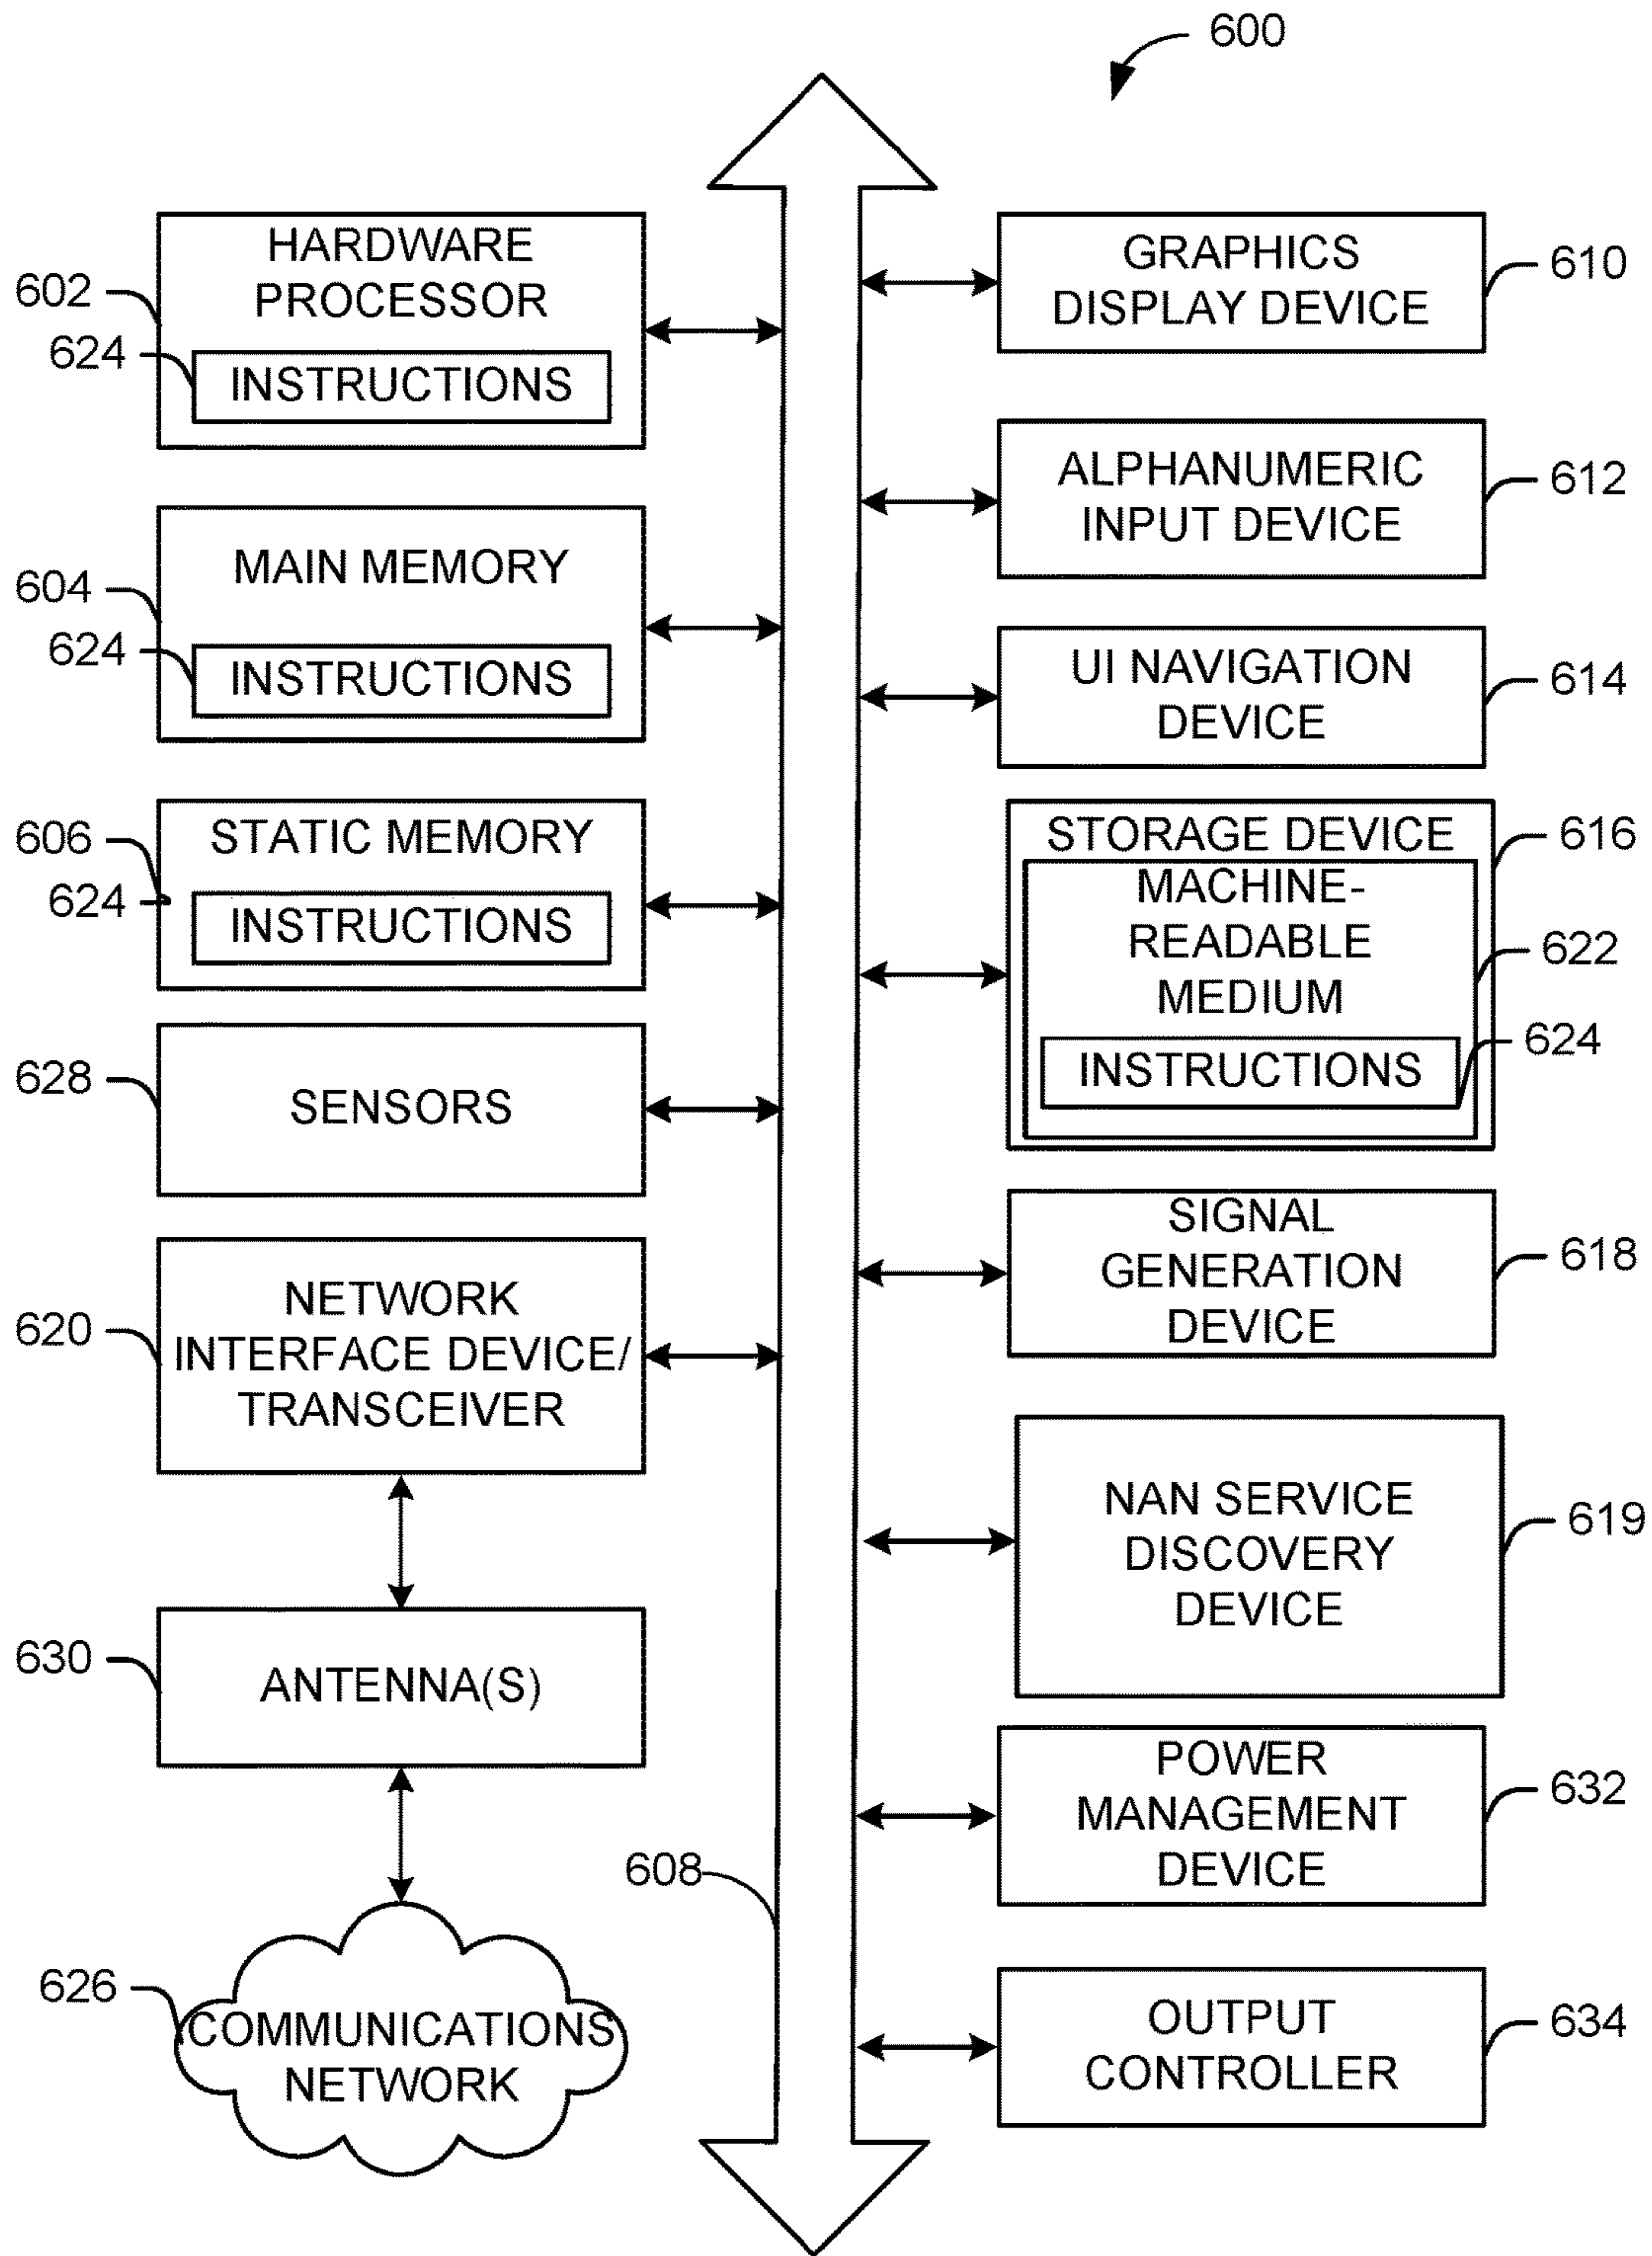 600
HARDWARE
PROCESSOR
602
624
INSTRUCTIONS
MAIN MEMORY
604
624
INSTRUCTIONS
STATIC MEMORY
606
624
INSTRUCTIONS
628
SENSORS
NETWORK
INTERFACE DEVICE/
TRANSCEIVER
620
630
ANTENNA(S)
608
626
COMMUNICATIONS
NETWORK
GRAPHICS
DISPLAY DEVICE
610
ALPHANUMERIC
INPUT DEVICE
612
UI NAVIGATION
DEVICE
614
STORAGE DEVICE
616
MACHINE-
READABLE
MEDIUM
622
INSTRUCTIONS
624
SIGNAL
GENERATION
DEVICE
618
NAN SERVICE
DISCOVERY
DEVICE
619
POWER
MANAGEMENT
DEVICE
632
OUTPUT
CONTROLLER
634